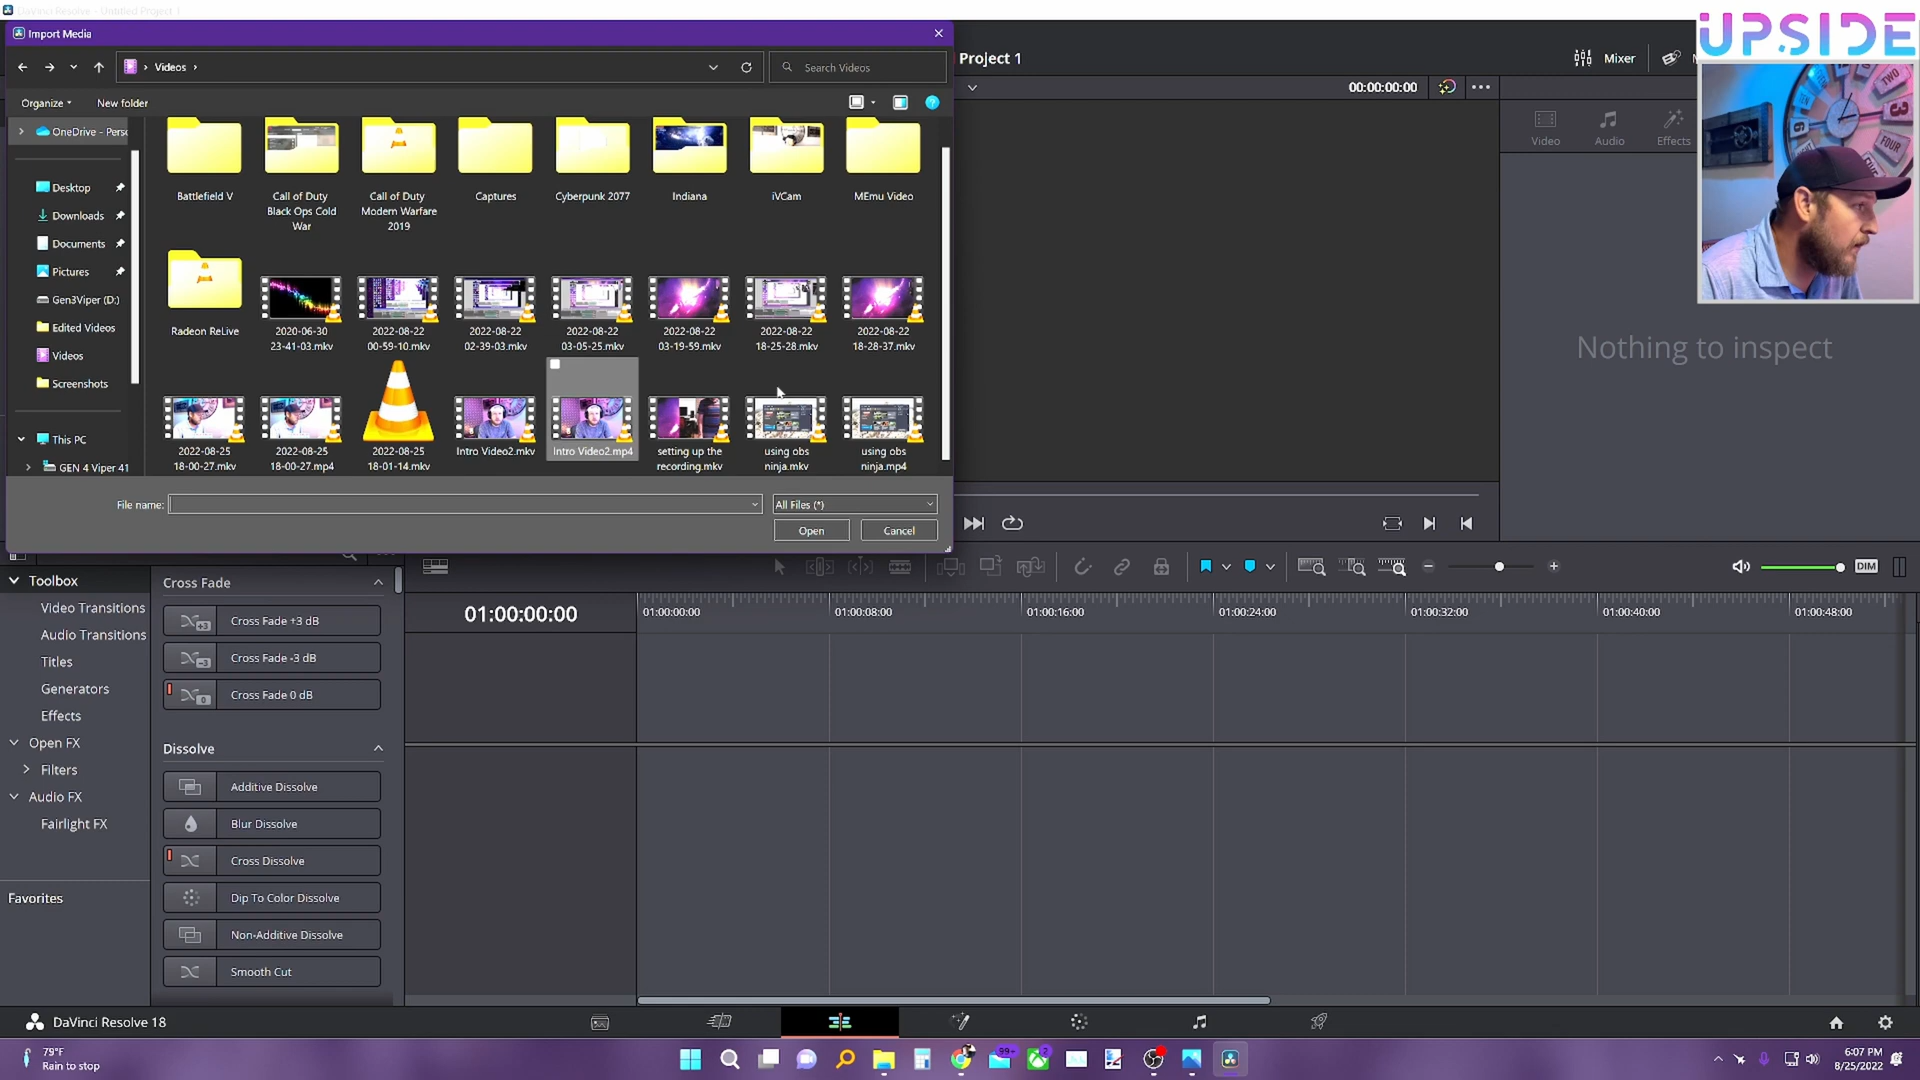 DaVinci Resolve - Untitled Project 1
Import Media
UPSIDE
Videos
Search Videos
Project 1
Mixer
00:00:00:00
Organize
New folder
Video
Audio
Effects
OneDrive - Perso
Desktop
Downloads
Documents
Pictures
Gen3Viper (D:)
Edited Videos
Videos
Screenshots
This PC
GEN 4 Viper 41
Battlefield V
Call of Duty
Black Ops Cold
War
Call of Duty
Modern Warfare
2019
Captures
Cyberpunk 2077
Indiana
iVCam
MEmu Video
Radeon ReLive
2020-06-30
23-41-03.mkv
2022-08-22
00-59-10.mkv
2022-08-22
02-39-03.mkv
2022-08-22
03-05-25.mkv
2022-08-22
03-19-59.mkv
2022-08-22
18-25-28.mkv
2022-08-22
18-28-37.mkv
2022-08-25
18-00-27.mkv
2022-08-25
18-00-27.mp4
2022-08-25
18-01-14.mkv
Intro Video2.mkv
Intro Video2.mp4
setting up the
recording.mkv
using obs
ninja.mkv
using obs
ninja.mp4
Nothing to inspect
TWO
FOUR
File name:
All Files (*)
Open
Cancel
DIM
Toolbox
Video Transitions
Audio Transitions
Titles
Generators
Effects
Open FX
Filters
Audio FX
Fairlight FX
Favorites
Cross Fade
+3
Cross Fade +3 dB
-3
Cross Fade -3 dB
0
Cross Fade 0 dB
Dissolve
Additive Dissolve
Blur Dissolve
Cross Dissolve
Dip To Color Dissolve
Non-Additive Dissolve
Smooth Cut
01:00:00:00
01:00:00:00
01:00:08:00
01:00:16:00
01:00:24:00
01:00:32:00
01:00:40:00
01:00:48:00
DaVinci Resolve 18
79°F
Rain to stop
99+
2
6:07 PM
8/25/2022